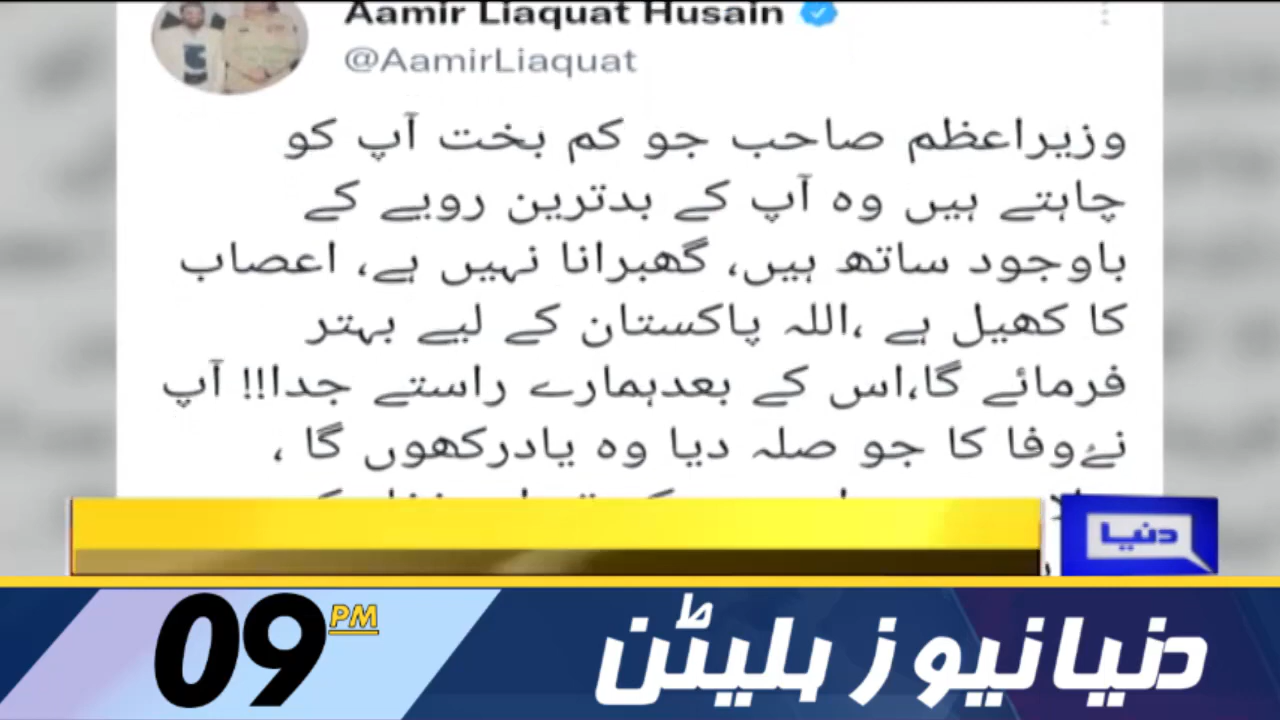 Aamir Liaquat Husain
@AamirLiaquat
وزیراعظم صاحب جو کم بخت آپ کو
چاہتے ہیں وہ آپ کے بدترین رویے کے
باوجود ساتھ ہیں، گھبرانا نہیں ہے، اعصاب
کا کھیل ہے ،اللہ پاکستان کے لیے بہتر
فرمائے گا،اس کے بعدہمارے راستے جدا!! آپ
نےوفا کا جو صلہ دیا وہ یادرکھوں گا ،
دنیا
09 PM
دنیا نیوز بلیٹن